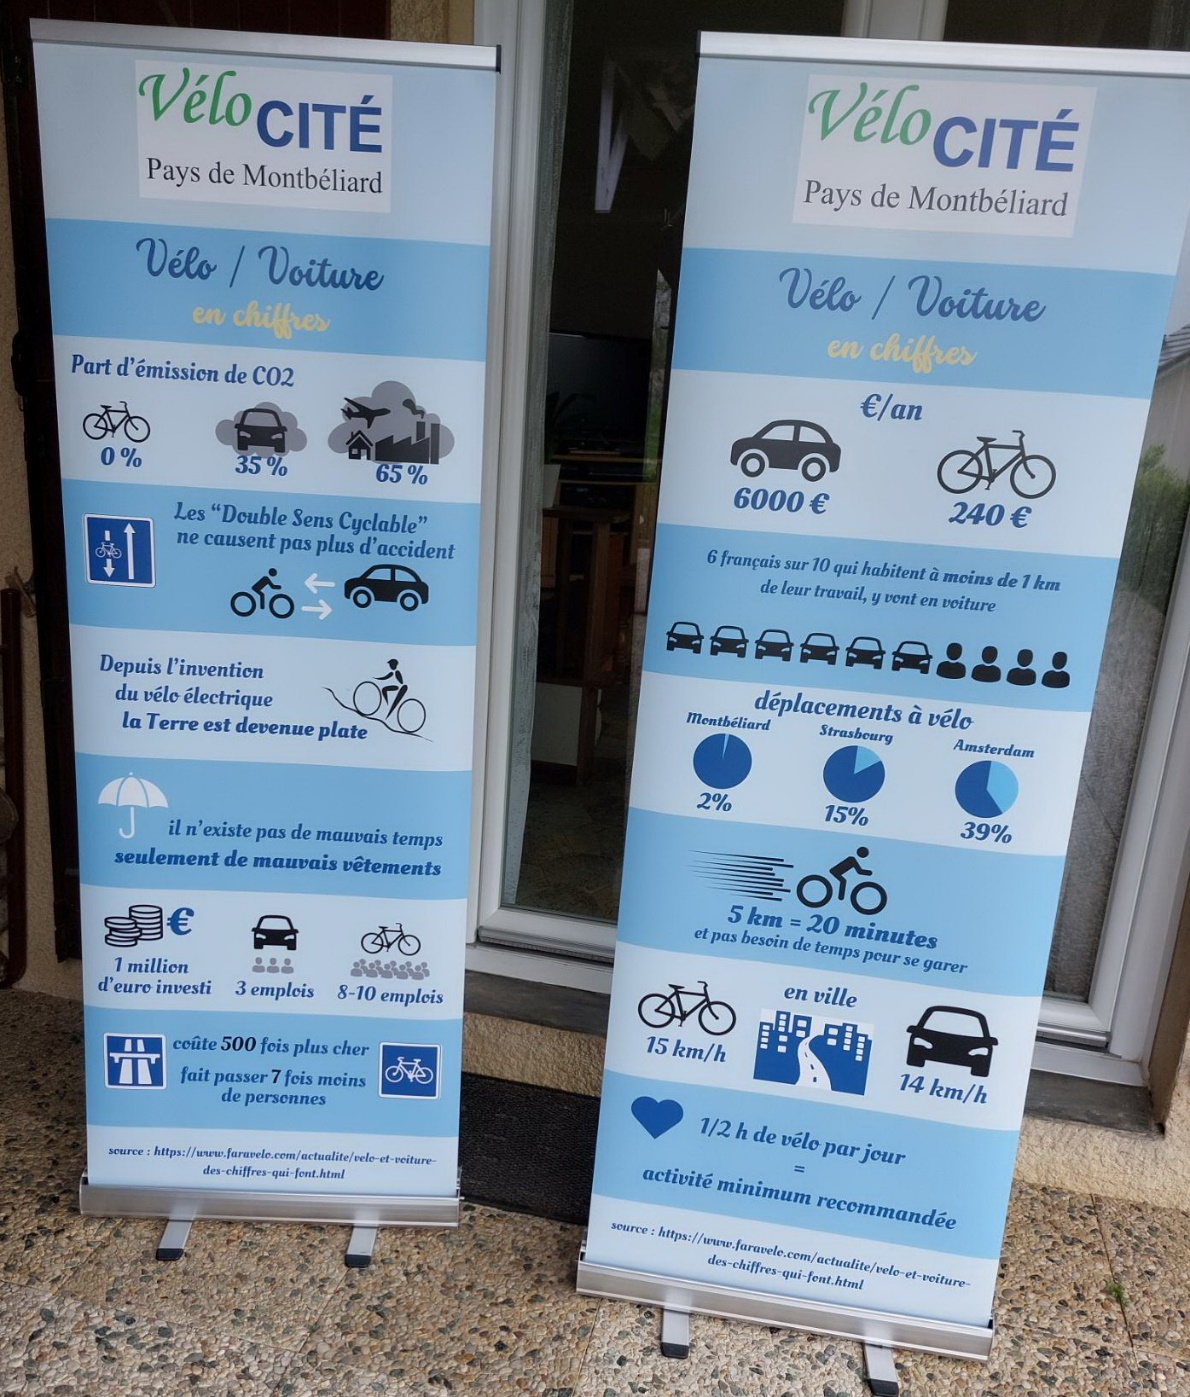 Vélo CITÉ
Pays de Montbéliard
Vélo / Voiture
en chiffres
Part d'émission de CO2
0 %
35 %
65 %
Les "Double Sens Cyclable"
ne causent pas plus d'accident
Depuis l'invention
du vélo électrique
la Terre est devenue plate
il n'existe pas de mauvais temps
seulement de mauvais vêtements
€
1 million
d'euro investi
3 emplois
8-10 emplois
coûte 500 fois plus cher
fait passer 7 fois moins
de personnes
source : https://www.faravelo.com/actualite/velo-et-voiture-
des-chiffres-qui-font.html
Vélo CITÉ
Pays de Montbéliard
Vélo / Voiture
en chiffres
€/an
6000 €
240 €
6 français sur 10 qui habitent à moins de 1 km
de leur travail, y vont en voiture
déplacements à vélo
Montbéliard
Strasbourg
Amsterdam
2%
15%
39%
5 km = 20 minutes
et pas besoin de temps pour se garer
en ville
15 km/h
14 km/h
1/2 h de vélo par jour
=
activité minimum recommandée
source : https://www.faravelo.com/actualite/velo-et-voiture-
des-chiffres-qui-font.html